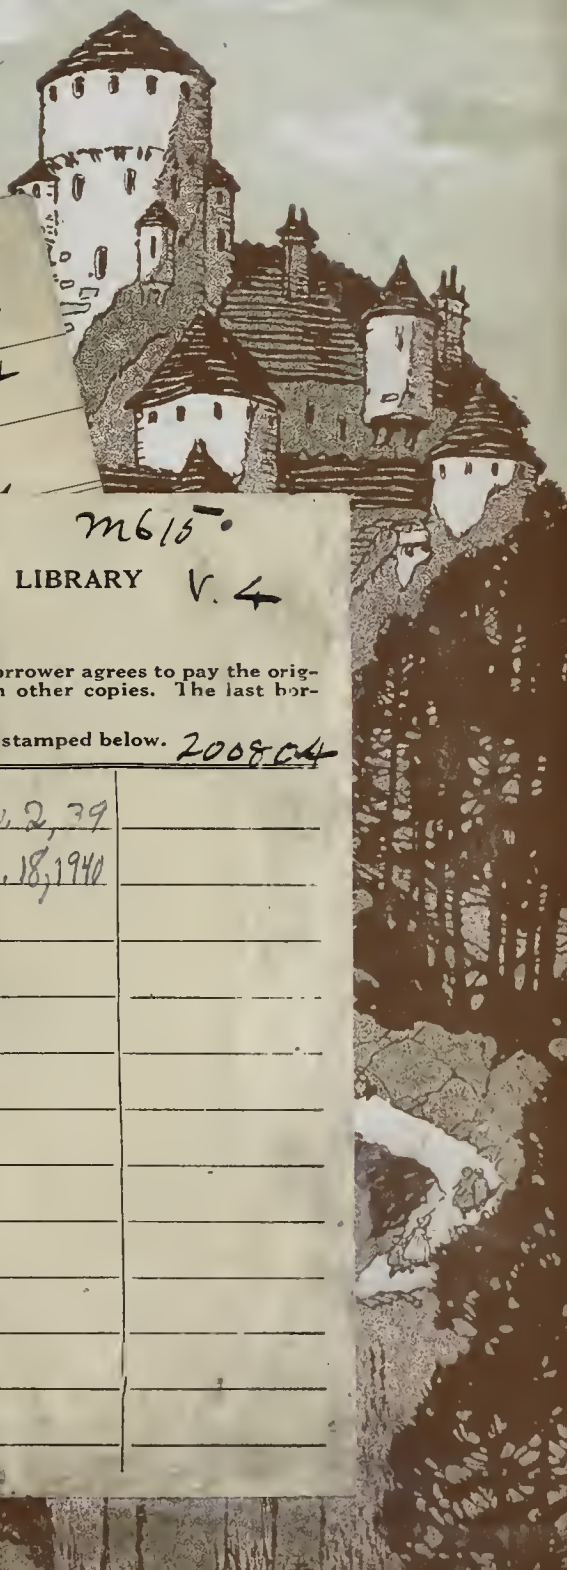 M615.
LIBRARY V. 4
orrower agrees to pay the orig-
other copies. The last bor-
stamped below. 200804
2, 39
18, 1940